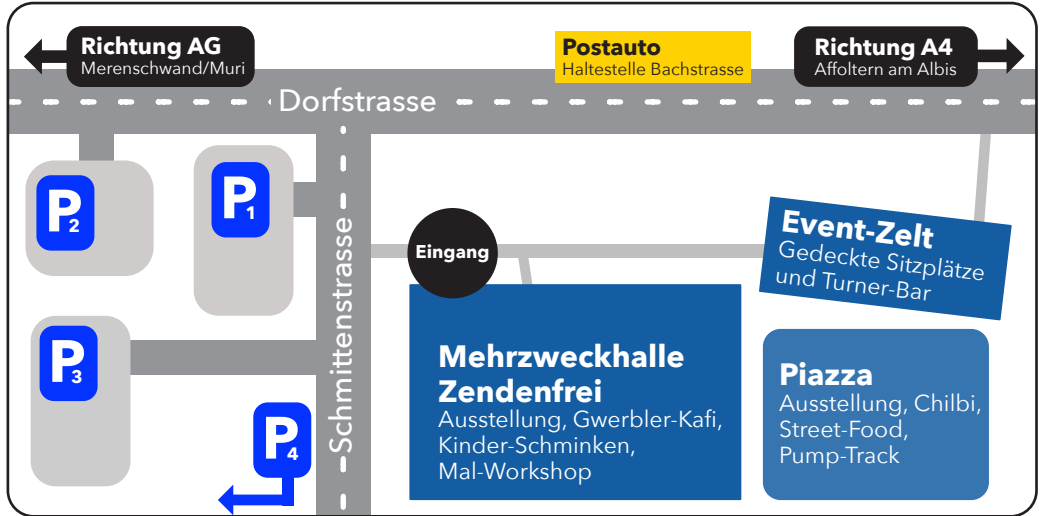 Richtung AG
Merenschwand/Muri
Postauto
Haltestelle Bachstrasse
Richtung A4
Affoltern am Albis
Dorfstrasse
P2
P1
Schmittenstrasse
Eingang
Event-Zelt
Gedeckte Sitzplätze
und Turner-Bar
P3
Mehrzweckhalle
Zendenfrei
Ausstellung, Gwerbler-Kafi,
Kinder-Schminken,
Mal-Workshop
Piazza
Ausstellung, Chilbi,
Street-Food,
Pump-Track
P4